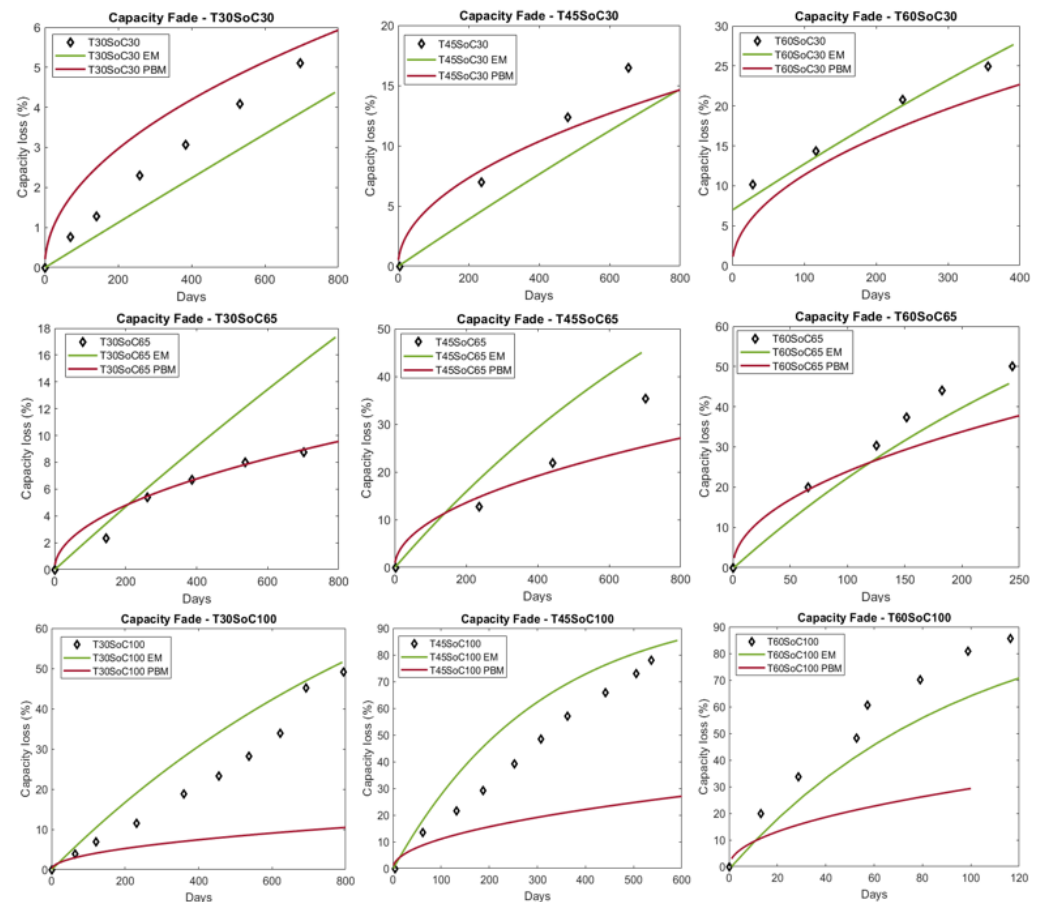 Capacity Fade - T30SoC30
6
5
4
3
2
1
0
Capacity loss (%)
T30SoC30
T30SoC30 EM
T30SoC30 PBM
0
200
400
600
800
Days
Capacity Fade - T45SoC30
20
15
10
5
0
Capacity loss (%)
T45SoC30
T45SoC30 EM
T45SoC30 PBM
0
200
400
600
800
Days
Capacity Fade - T60SoC30
30
25
20
15
10
5
0
Capacity loss (%)
T60SoC30
T60SoC30 EM
T60SoC30 PBM
0
100
200
300
400
Days
Capacity Fade - T30SoC65
18
16
14
12
10
8
6
4
2
0
Capacity loss (%)
T30SoC65
T30SoC65 EM
T30SoC65 PBM
0
200
400
600
800
Days
Capacity Fade - T45SoC65
50
40
30
20
10
0
Capacity loss (%)
T45SoC65
T45SoC65 EM
T45SoC65 PBM
0
200
400
600
800
Days
Capacity Fade - T60SoC65
60
50
40
30
20
10
0
Capacity loss (%)
T60SoC65
T60SoC65 EM
T60SoC65 PBM
0
50
100
150
200
250
Days
Capacity Fade - T30SoC100
60
50
40
30
20
10
0
Capacity loss (%)
T30SoC100
T30SoC100 EM
T30SoC100 PBM
0
200
400
600
800
Days
Capacity Fade - T45SoC100
90
80
70
60
50
40
30
20
10
0
Capacity loss (%)
T45SoC100
T45SoC100 EM
T45SoC100 PBM
0
100
200
300
400
500
600
Days
Capacity Fade - T60SoC100
90
80
70
60
50
40
30
20
10
0
Capacity loss (%)
T60SoC100
T60SoC100 EM
T60SoC100 PBM
0
20
40
60
80
100
120
Days